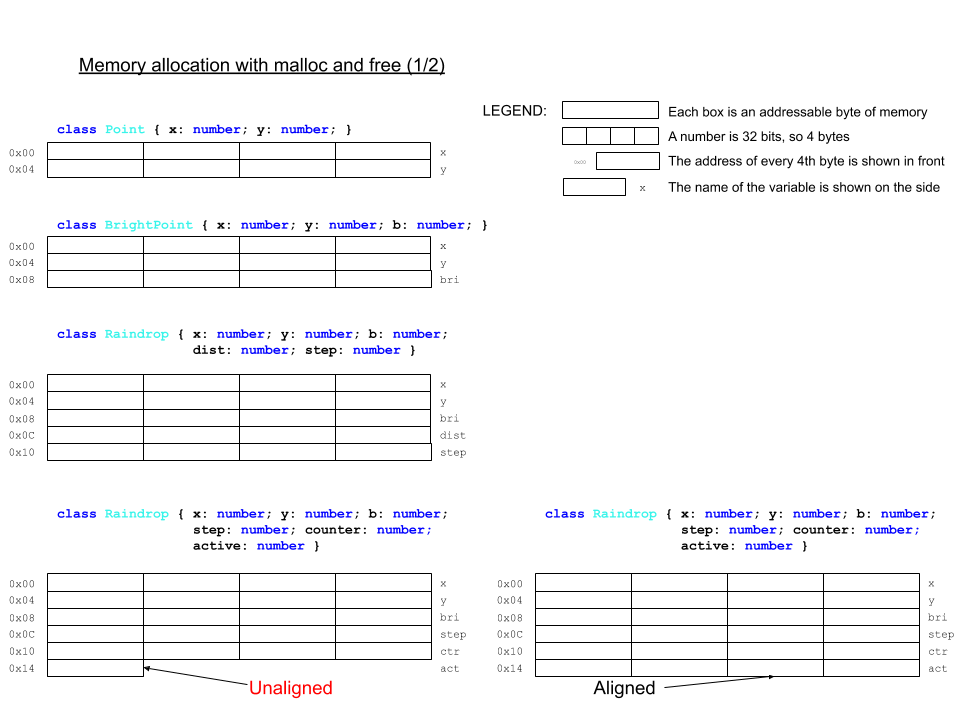 Memory allocation with malloc and free (1/2)
LEGEND:
Each box is an addressable byte of memory
A number is 32 bits, so 4 bytes
0x00 The address of every 4th byte is shown in front
x The name of the variable is shown on the side
class Point { x: number; y: number; }
0x00 x
0x04 y
class BrightPoint { x: number; y: number; b: number; }
0x00 x
0x04 y
0x08 bri
class Raindrop { x: number; y: number; b: number;
dist: number; step: number }
0x00 x
0x04 y
0x08 bri
0x0C dist
0x10 step
class Raindrop { x: number; y: number; b: number;
step: number; counter: number;
active: number }
0x00 x
0x04 y
0x08 bri
0x0C step
0x10 ctr
0x14 act
Unaligned
class Raindrop { x: number; y: number; b: number;
step: number; counter: number;
active: number }
0x00 x
0x04 y
0x08 bri
0x0C step
0x10 ctr
0x14 act
Aligned